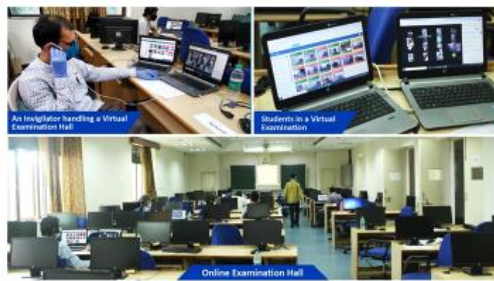 An Invigilator handling a Virtual
Examination Hall
Students in a Virtual
Examination
Online Examination Hall